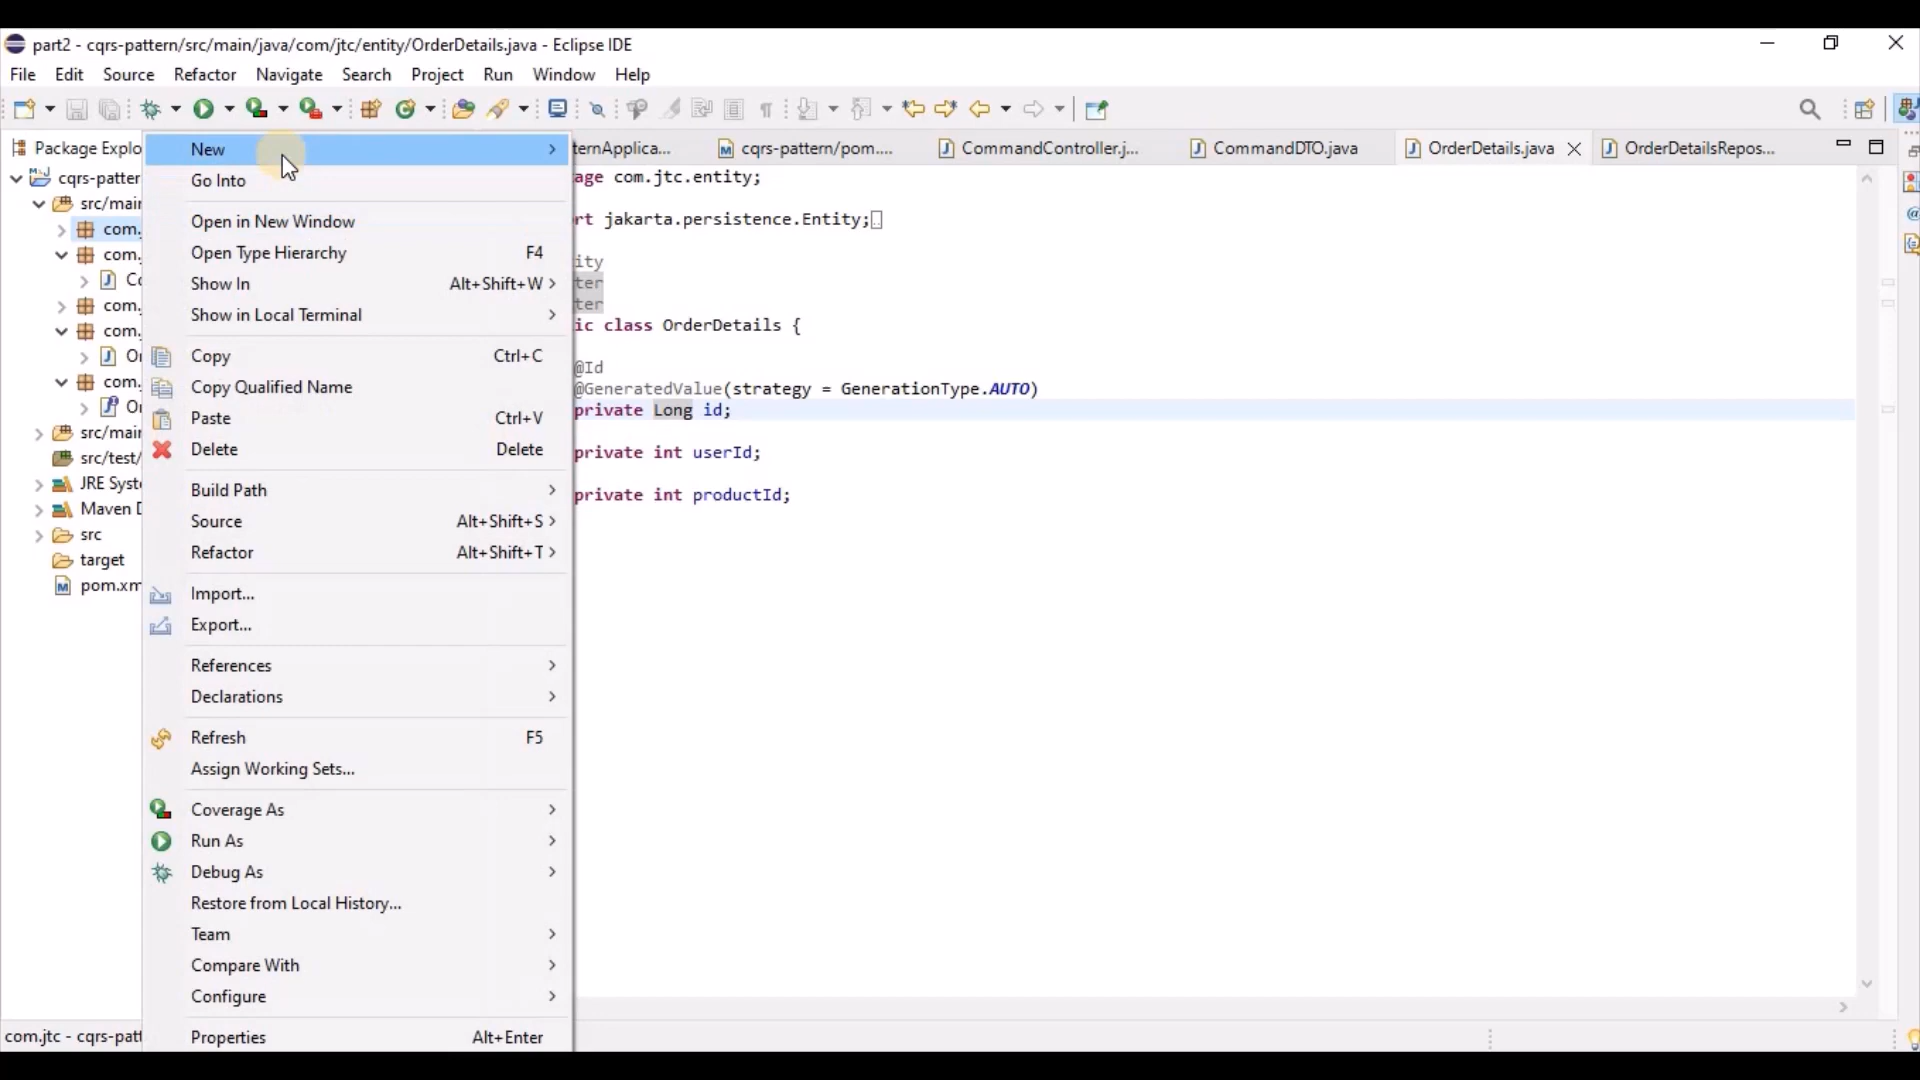 part2 - cqrs-pattern/src/main/java/com/jtc/entity/OrderDetails.java - Eclipse IDE
File Edit Source Refactor Navigate Search Project Run Window Help
Package Explo
cqrs-patter
src/mai
com.
com.
Co
com.
com.
Or
com.
Or
src/mai
src/test/
JRE Syst
Maven D
src
target
pom.xm
New
Go Into
Open in New Window
Open Type Hierarchy F4
Show In Alt+Shift+W
Show in Local Terminal
Copy Ctrl+C
Copy Qualified Name
Paste Ctrl+V
Delete Delete
Build Path
Source Alt+Shift+S
Refactor Alt+Shift+T
Import...
Export...
References
Declarations
Refresh F5
Assign Working Sets...
Coverage As
Run As
Debug As
Restore from Local History...
Team
Compare With
Configure
Properties Alt+Enter
ternApplica... cqrs-pattern/pom.... CommandController.j... CommandDTO.java OrderDetails.java OrderDetailsRepos...
age com.jtc.entity;
rt jakarta.persistence.Entity;
ity
ter
ter
ic class OrderDetails {
@Id
@GeneratedValue(strategy = GenerationType.AUTO)
private Long id;
private int userId;
private int productId;
com.jtc - cqrs-patt